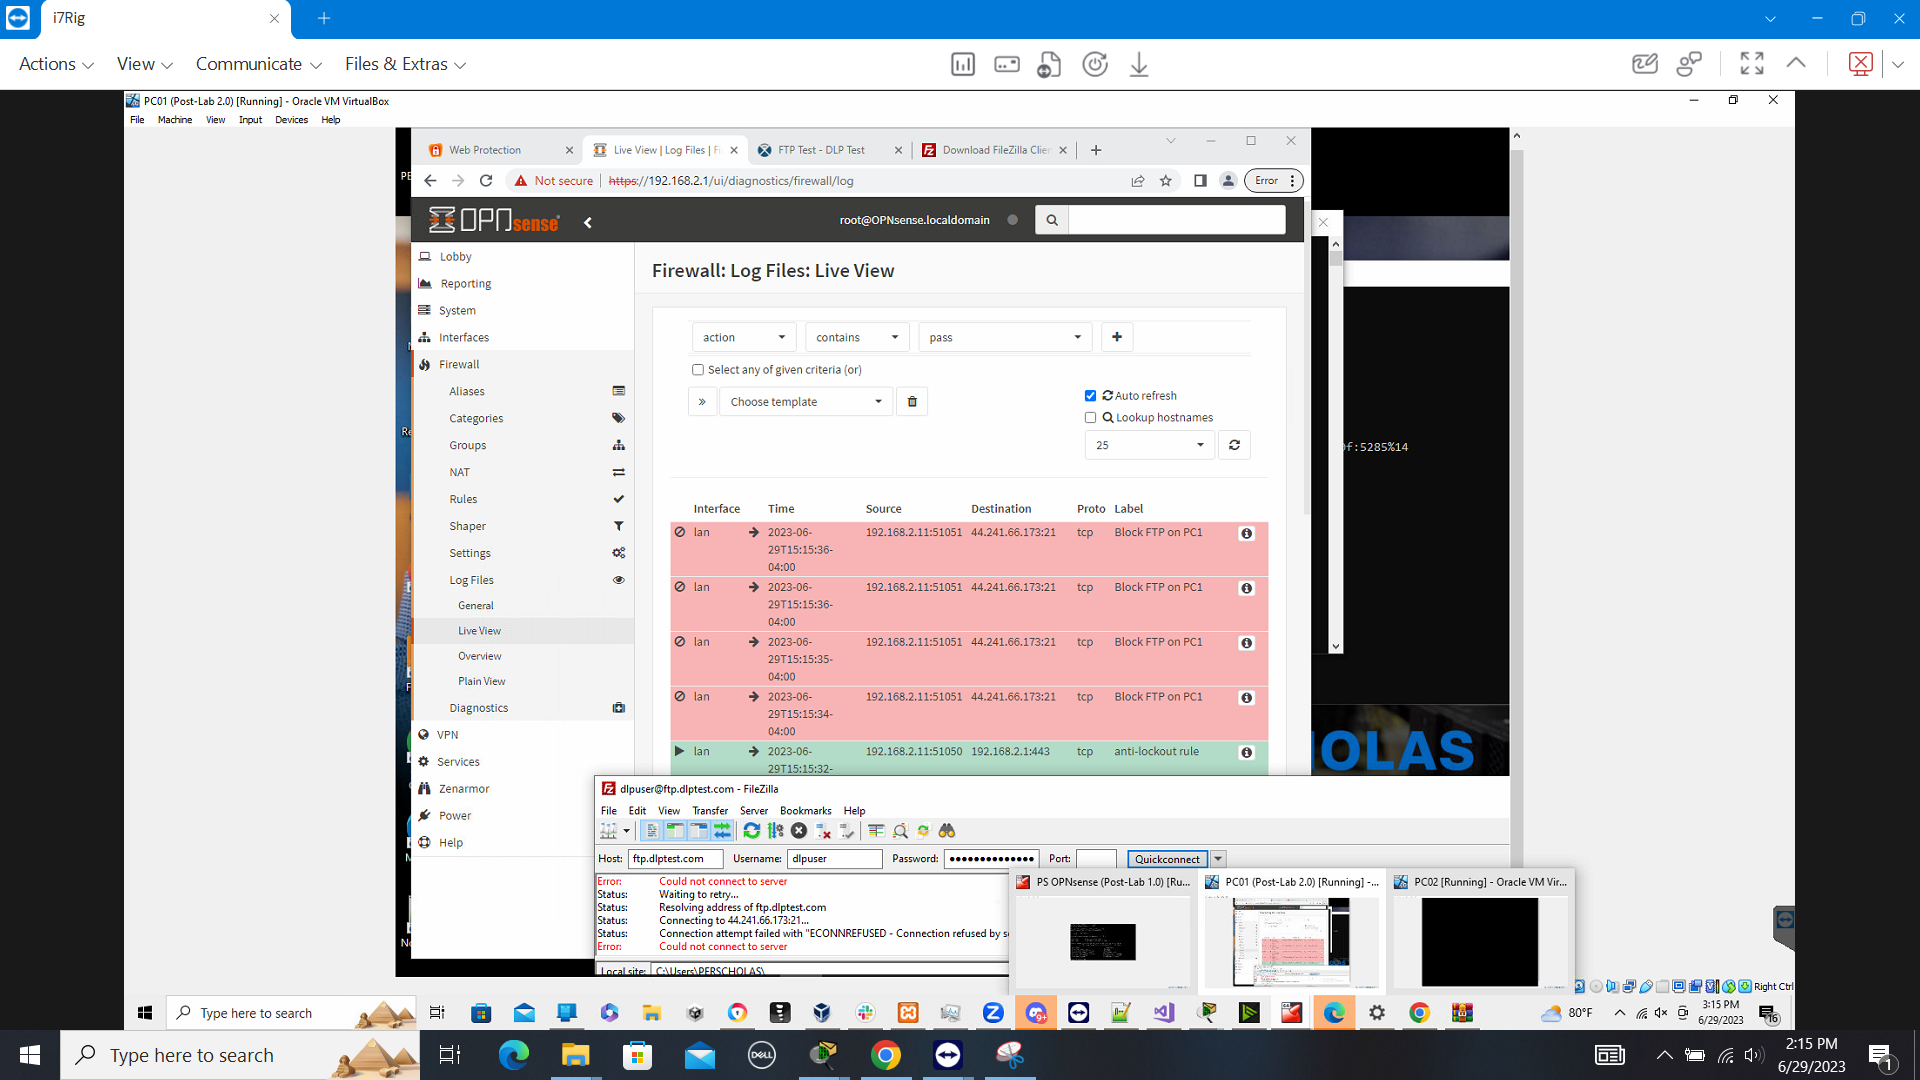 i7Rig
Actions
View
Communicate
Files & Extras
PC01 (Post-Lab 2.0) [Running] - Oracle VM VirtualBox
File Machine View Input Devices Help
Web Protection
Live View | Log Files | Fi
FTP Test - DLP Test
Download FileZilla Clien
Not secure
https://192.168.2.1/ui/diagnostics/firewall/log
Error
OPNsense
root@OPNsense.localdomain
Lobby
Reporting
System
Interfaces
Firewall
Aliases
Categories
Groups
NAT
Rules
Shaper
Settings
Log Files
General
Live View
Overview
Plain View
Diagnostics
VPN
Services
Zenarmor
Power
Help
Firewall: Log Files: Live View
action contains pass
Select any of given criteria (or)
» Choose template
Auto refresh
Lookup hostnames
25
Interface Time Source Destination Proto Label
lan 2023-06-29T15:15:36-04:00 192.168.2.11:51051 44.241.66.173:21 tcp Block FTP on PC1
lan 2023-06-29T15:15:36-04:00 192.168.2.11:51051 44.241.66.173:21 tcp Block FTP on PC1
lan 2023-06-29T15:15:35-04:00 192.168.2.11:51051 44.241.66.173:21 tcp Block FTP on PC1
lan 2023-06-29T15:15:34-04:00 192.168.2.11:51051 44.241.66.173:21 tcp Block FTP on PC1
lan 2023-06-29T15:15:32- 192.168.2.11:51050 192.168.2.1:443 tcp anti-lockout rule
f:5285%14
OLAS
dlpuser@ftp.dlptest.com - FileZilla
File Edit View Transfer Server Bookmarks Help
Host: ftp.dlptest.com Username: dlpuser Password: ●●●●●●●●●●●●●● Port: Quickconnect
Error: Could not connect to server
Status: Waiting to retry...
Status: Resolving address of ftp.dlptest.com
Status: Connecting to 44.241.66.173:21...
Status: Connection attempt failed with "ECONNREFUSED - Connection refused by s
Error: Could not connect to server
Local site: C:\Users\PERSCHOLAS\
PS OPNsense (Post-Lab 1.0) [Ru...
PC01 (Post-Lab 2.0) [Running] -...
PC02 [Running] - Oracle VM Vir...
Right Ctrl
Type here to search
80°F
3:15 PM
6/29/2023
16
Type here to search
DELL
2:15 PM
6/29/2023
1